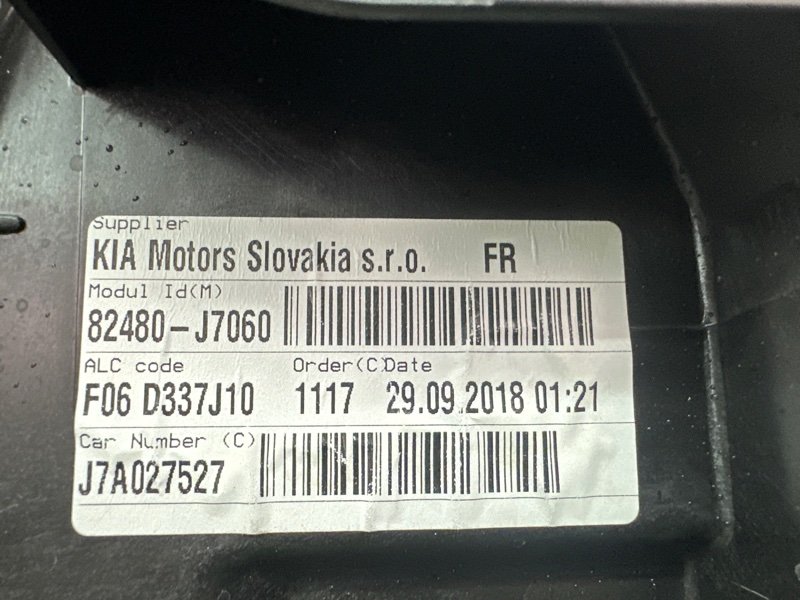 Supplier
KIA Motors Slovakia s.r.o. FR
Modul Id(M)
82480-J7060
ALC code Order(C)Date
F06 D337J10 1117 29.09.2018 01:21
Car Number (C)
J7A027527